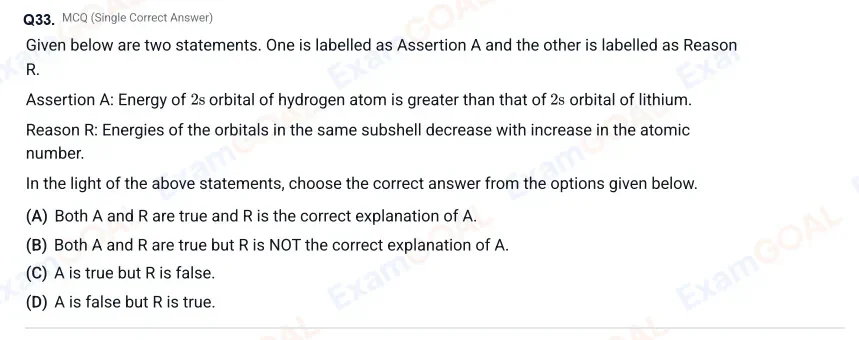 Q33. MCQ (Single Correct Answer)
Given below are two statements. One is labelled as Assertion A and the other is labelled as Reason
R.
Assertion A: Energy of 2s orbital of hydrogen atom is greater than that of 2s orbital of lithium.
Reason R: Energies of the orbitals in the same subshell decrease with increase in the atomic
number.
In the light of the above statements, choose the correct answer from the options given below.
(A) Both A and R are true and R is the correct explanation of A.
(B) Both A and R are true but R is NOT the correct explanation of A.
(C) A is true but R is false.
(D) A is false but R is true.
ExamGOAL